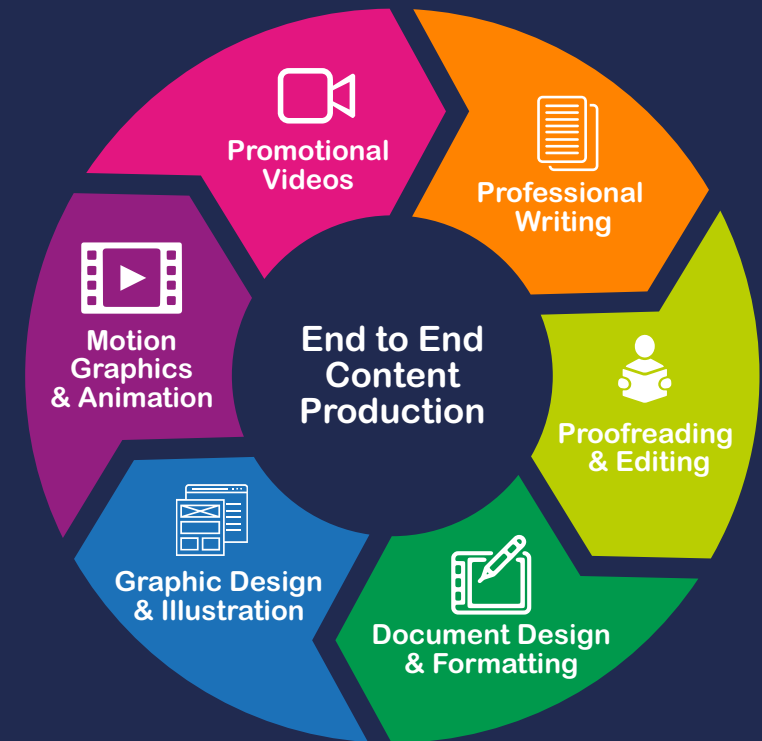 Promotional
Videos
Professional
Writing
Proofreading
& Editing
Document Design
& Formatting
Graphic Design
& Illustration
Motion
Graphics
& Animation
End to End
Content
Production